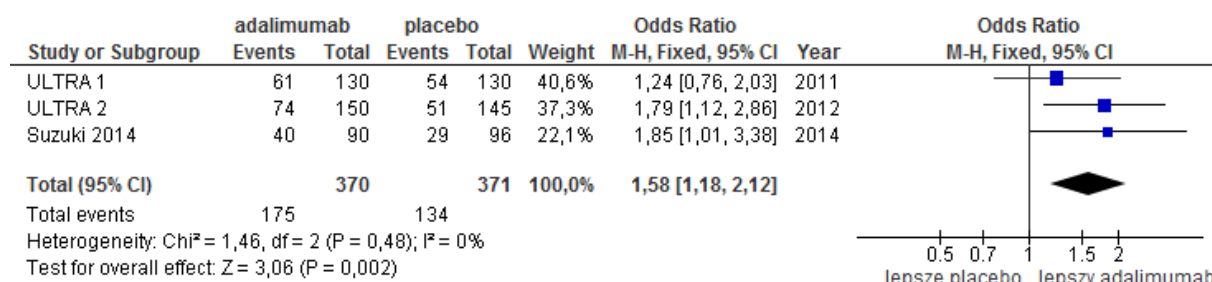 adalimumab placebo Odds Ratio Odds Ratio
Study or Subgroup Events Total Events Total Weight M-H, Fixed, 95% CI Year M-H, Fixed, 95% CI
ULTRA 1 61 130 54 130 40,6% 1,24 [0,76, 2,03] 2011
ULTRA 2 74 150 51 145 37,3% 1,79 [1,12, 2,86] 2012
Suzuki 2014 40 90 29 96 22,1% 1,85 [1,01, 3,38] 2014
Total (95% CI) 370 371 100,0% 1,58 [1,18, 2,12]
Total events 175 134
Heterogeneity: Chi² = 1,46, df = 2 (P = 0,48); I² = 0%
Test for overall effect: Z = 3,06 (P = 0,002)
0.5 0.7 1 1.5 2
lepsze placebo lepszy adalimumab